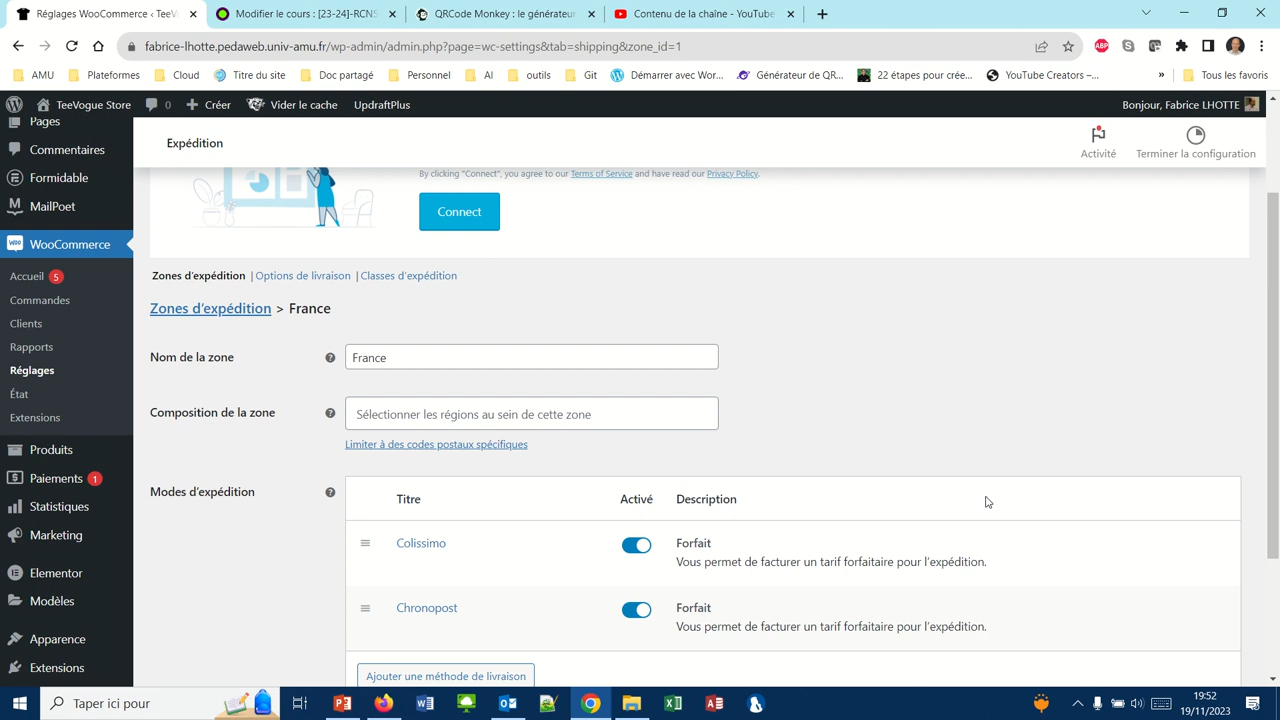 Réglages WooCommerce ‹ TeeV
Modifier le cours : [23-24]-RCNS
QRCode Monkey : le générateur
Contenu de la chaîne - YouTube
fabrice-lhotte.pedaweb.univ-amu.fr/wp-admin/admin.php?page=wc-settings&tab=shipping&zone_id=1
ABP
AMU
Plateformes
Cloud
Titre du site
Doc partagé
Personnel
AI
outils
Git
Démarrer avec Wor...
Générateur de QR...
22 étapes pour crée...
YouTube Creators –...
»
Tous les favoris
TeeVogue Store
0
Créer
Vider le cache
UpdraftPlus
Bonjour, Fabrice LHOTTE
Pages
Commentaires
Formidable
MailPoet
WooCommerce
Accueil 5
Commandes
Clients
Rapports
Réglages
État
Extensions
Produits
Paiements 1
Statistiques
Marketing
Elementor
Modèles
Apparence
Extensions
Expédition
Activité
Terminer la configuration
By clicking "Connect", you agree to our Terms of Service and have read our Privacy Policy.
Connect
Zones d’expédition | Options de livraison | Classes d’expédition
Zones d’expédition > France
Nom de la zone
France
Composition de la zone
Sélectionner les régions au sein de cette zone
Limiter à des codes postaux spécifiques
Modes d’expédition
Titre
Activé
Description
Colissimo
Forfait
Vous permet de facturer un tarif forfaitaire pour l’expédition.
Chronopost
Forfait
Vous permet de facturer un tarif forfaitaire pour l’expédition.
Ajouter une méthode de livraison
Taper ici pour
19:52
19/11/2023